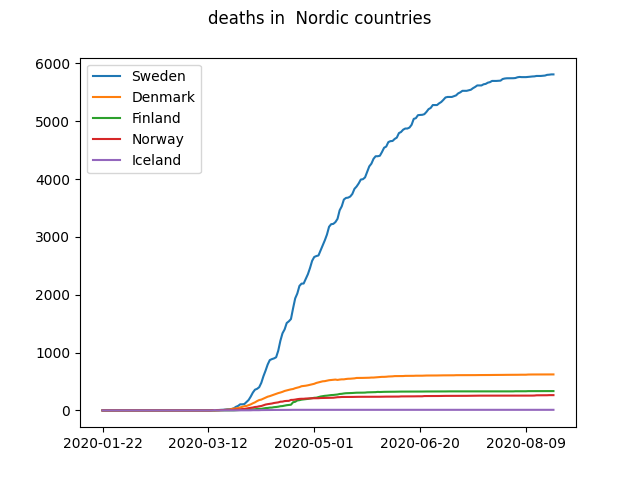 deaths in  Nordic countries
6000
5000
4000
3000
2000
1000
0
Sweden
Denmark
Finland
Norway
Iceland
2020-01-22 2020-03-12 2020-05-01 2020-06-20 2020-08-09